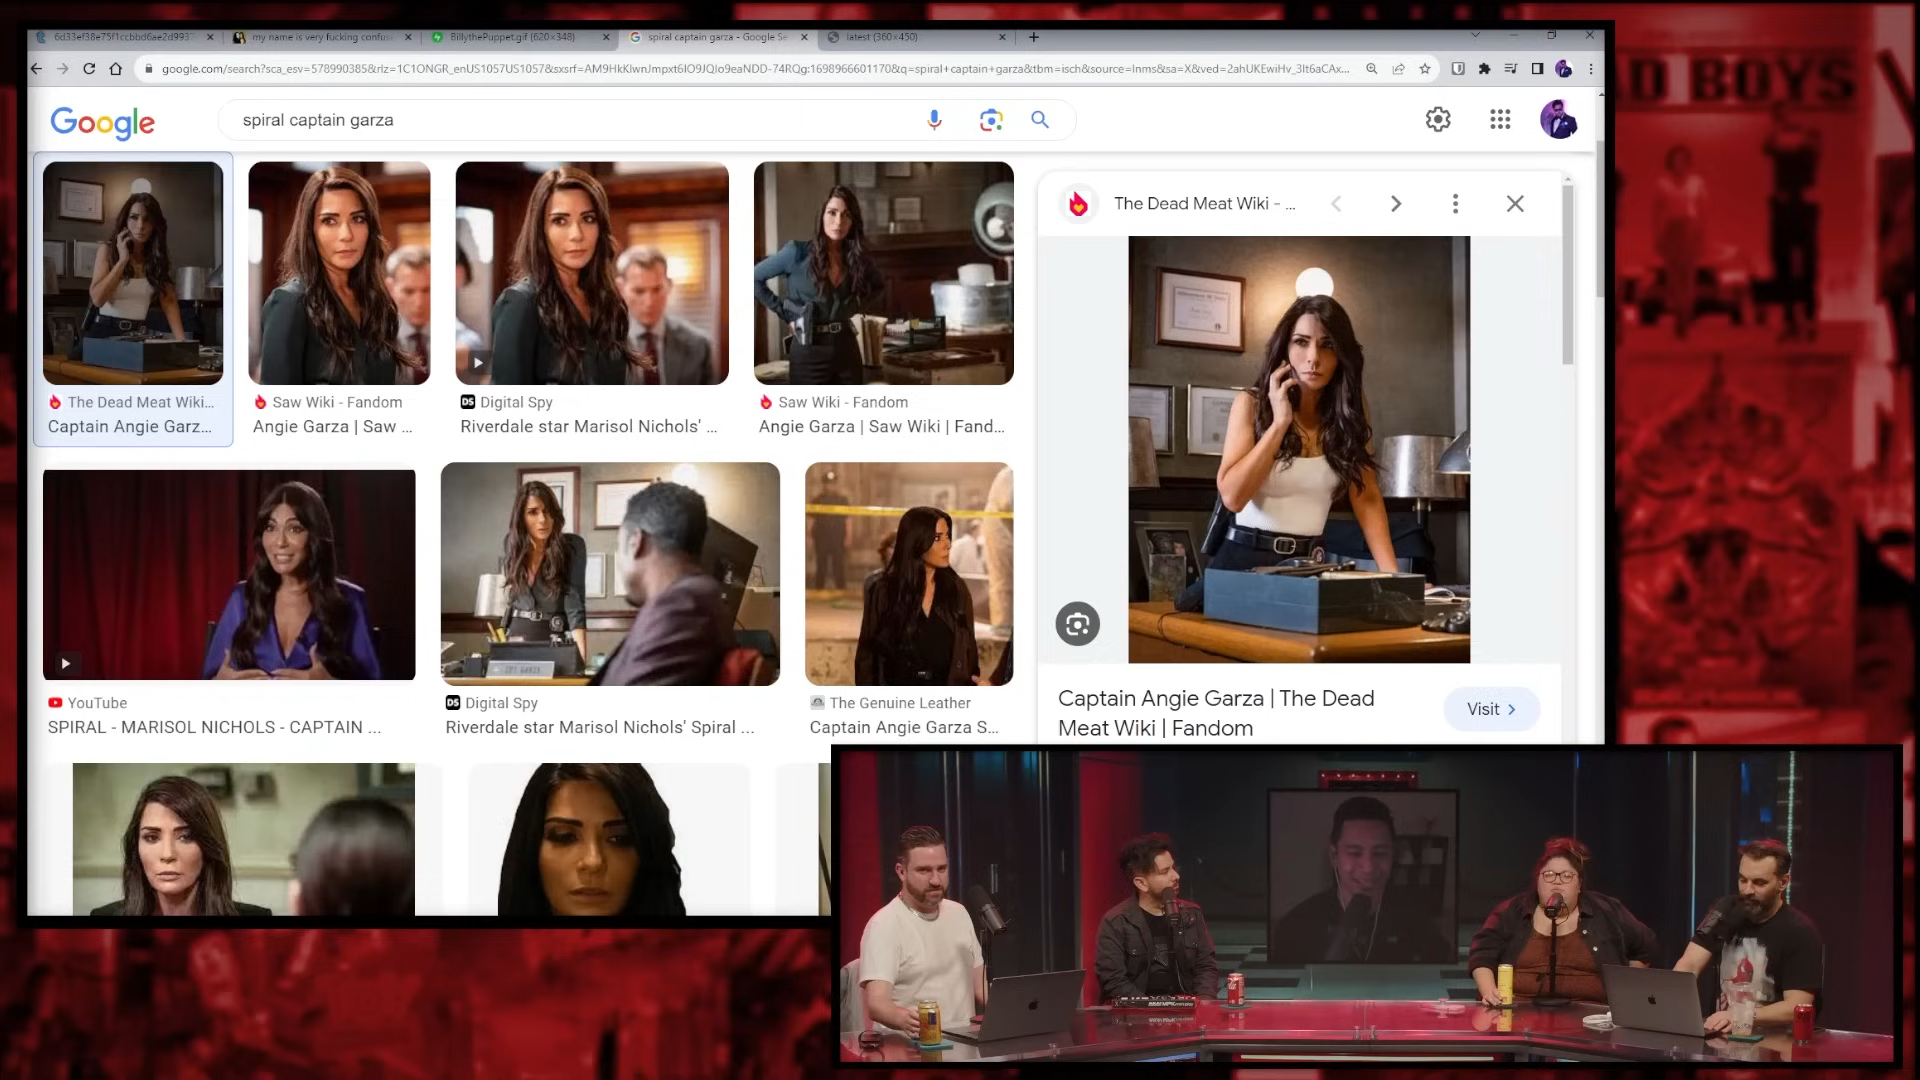 6d33ef38e75f1ccbbd6ae2d993
my name is very fucking confus
BillythePuppet.gif (620×348)
spiral captain garza - Google Se
latest (360×450)
google.com/search?sca_esv=578990385&rlz=1C1ONGR_enUS1057US1057&sxsrf=AM9HkKlwnJmpxt6IO9JQJo9eaNDD-74RQg:1698966601170&q=spiral+captain+garza&tbm=isch&source=lnms&sa=X&ved=2ahUKEwiHv_3lt6aCAx...
Google
spiral captain garza
The Dead Meat Wiki - ...
The Dead Meat Wiki...
Captain Angie Garz...
Saw Wiki - Fandom
Angie Garza | Saw ...
DS Digital Spy
Riverdale star Marisol Nichols' ...
Saw Wiki - Fandom
Angie Garza | Saw Wiki | Fand...
YouTube
SPIRAL - MARISOL NICHOLS - CAPTAIN ...
DS Digital Spy
Riverdale star Marisol Nichols' Spiral ...
The Genuine Leather
Captain Angie Garza S...
Captain Angie Garza | The Dead
Meat Wiki | Fandom
Visit
D BOYS